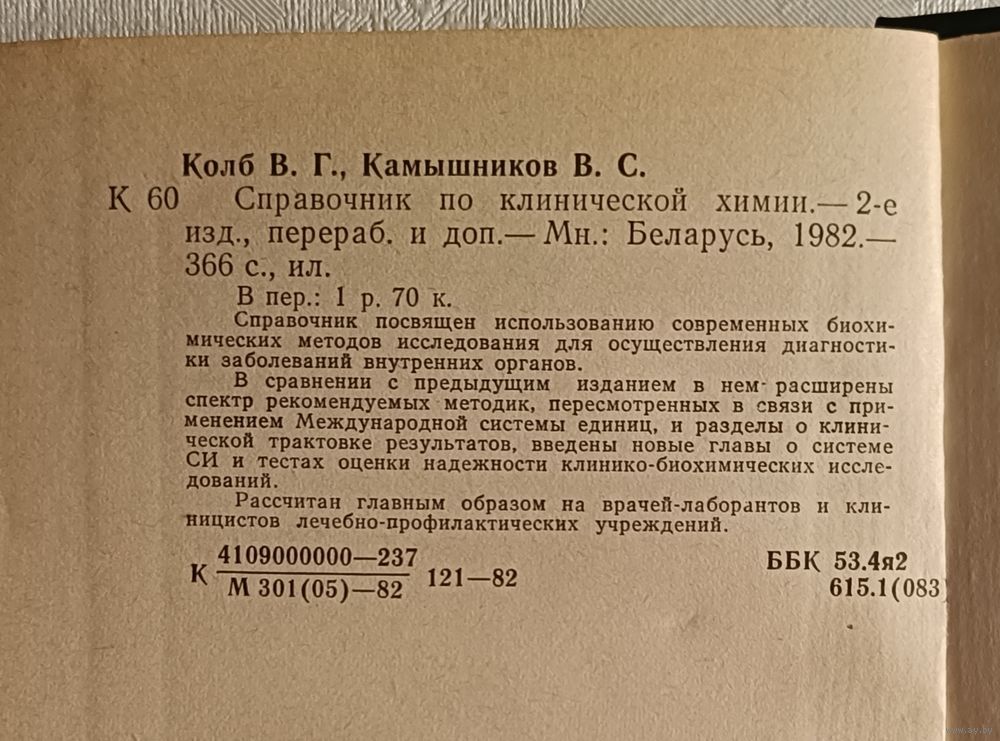 Колб В. Г., Камышников В. С.
К 60 Справочник по клинической химии.— 2-е
изд., перераб. и доп.— Мн.: Беларусь, 1982.—
366 с., ил.
В пер.: 1 р. 70 к.
Справочник посвящен использованию современных биохи-
мических методов исследования для осуществления диагности-
ки заболеваний внутренних органов.
В сравнении с предыдущим изданием в нем расширены
спектр рекомендуемых методик, пересмотренных в связи с при-
менением Международной системы единиц, и разделы о клини-
ческой трактовке результатов, введены новые главы о системе
СИ и тестах оценки надежности клинико-биохимических иссле-
дований.
Рассчитан главным образом на врачей-лаборантов и кли-
ницистов лечебно-профилактических учреждений.
К 4109000000—237
М 301(05)—82 121—82
ББК 53.4я2
615.1(083)
www.ay.by